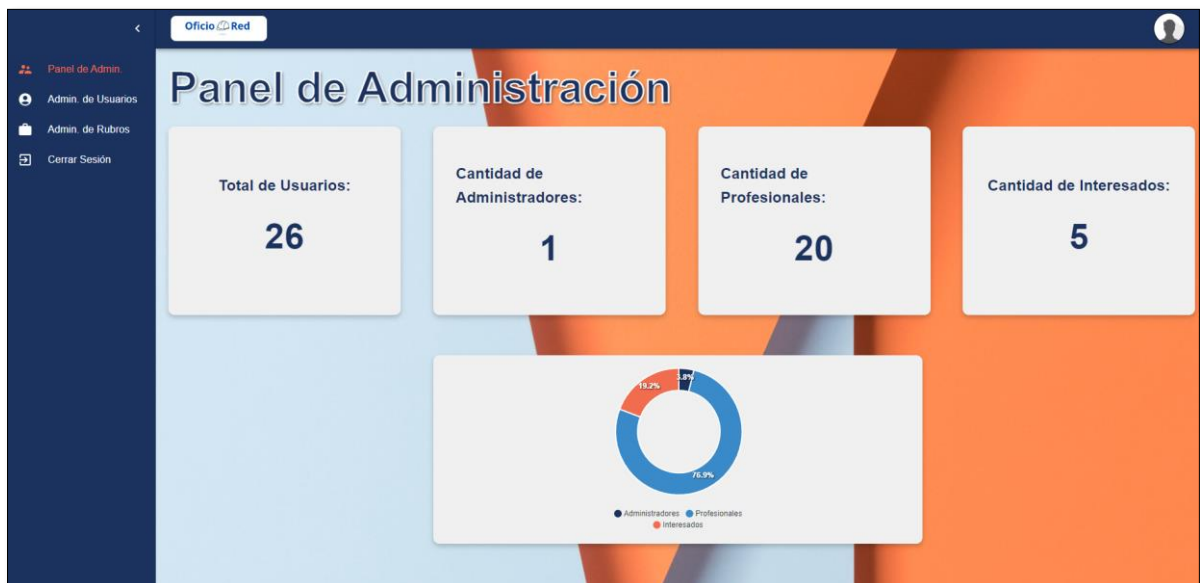 Oficio Red
Panel de Admin.
Admin. de Usuarios
Admin. de Rubros
Cerrar Sesión
Panel de Administración
Total de Usuarios:
26
Cantidad de
Administradores:
1
Cantidad de
Profesionales:
20
Cantidad de Interesados:
5
19.2%
3.8%
76.9%
Administradores
Profesionales
Interesados